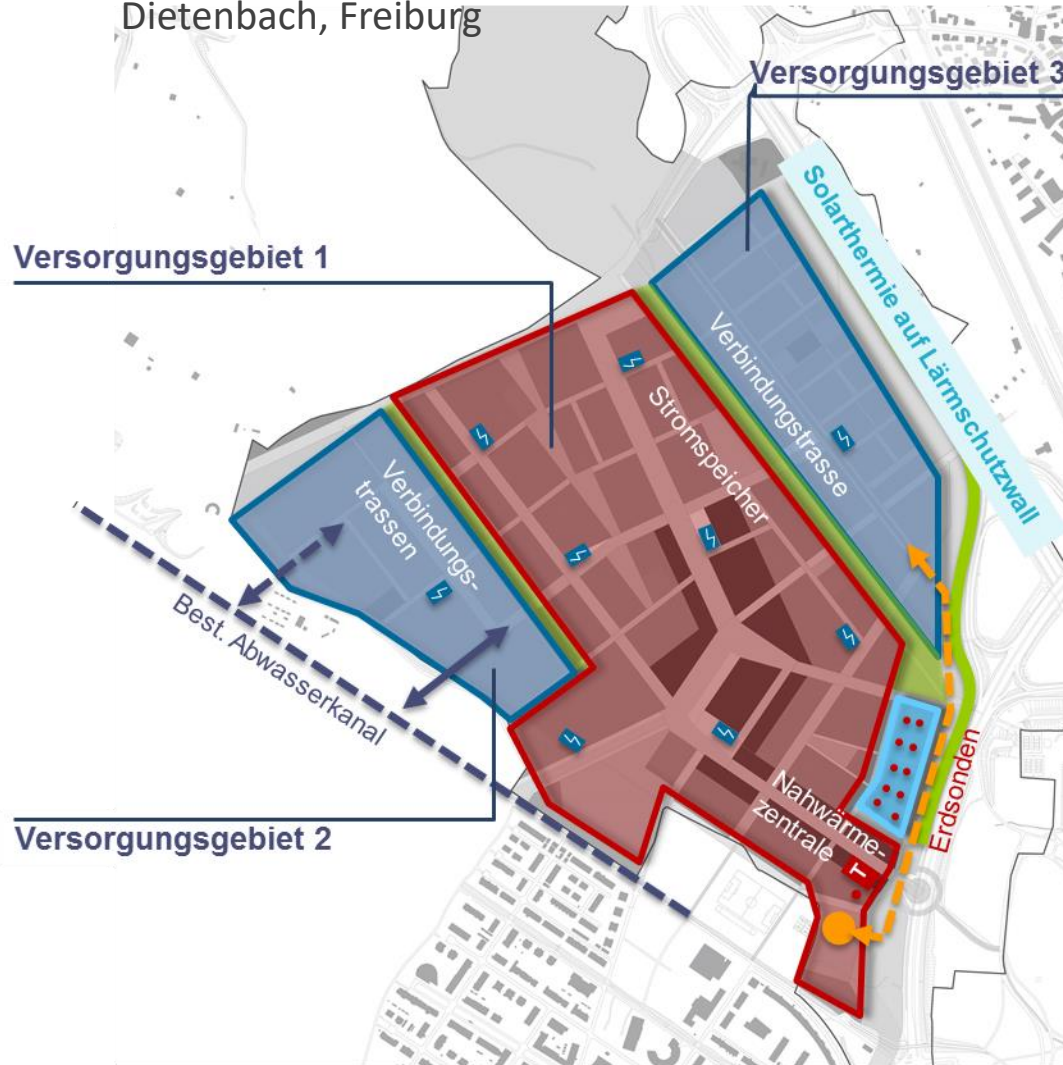 Dietenbach, Freiburg
Versorgungsgebiet 3
Solarthermie auf Lärmschutzwall
Versorgungsgebiet 1
Verbindungstrasse
Stromspeicher
Verbindungs-
trassen
Best. Abwasserkanal
Erdsonden
Nahwärme-
zentrale
Versorgungsgebiet 2